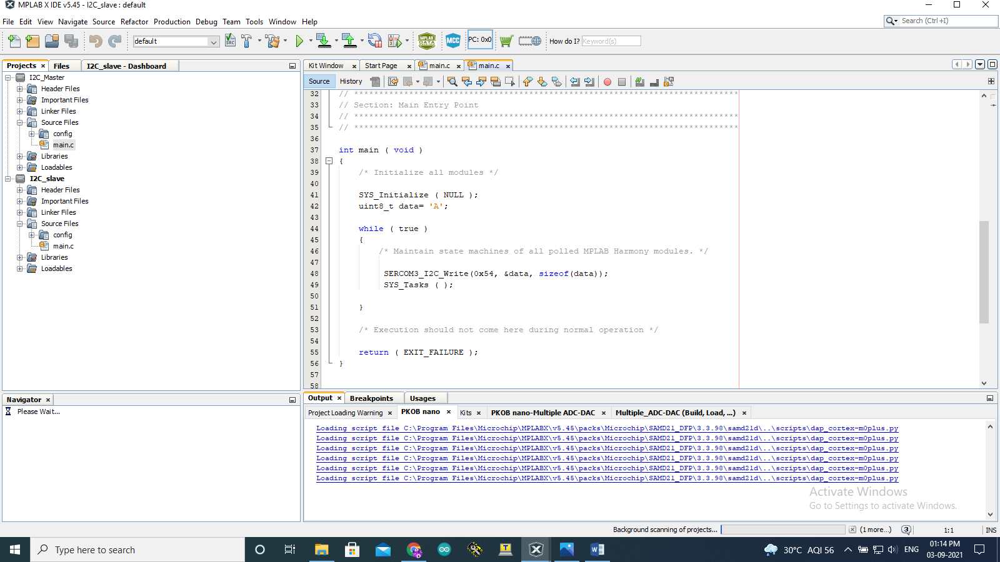 MPLAB X IDE v5.45 - I2C_slave : default
File Edit View Navigate Source Refactor Production Debug Team Tools Window Help
Search (Ctrl+I)
default
SRC
MPLAB DATA
MCC
PC: 0x0
How do I?
Keyword(s)
Projects
Files
I2C_slave - Dashboard
I2C_Master
Header Files
Important Files
Linker Files
Source Files
config
main.c
Libraries
Loadables
I2C_slave
Header Files
Important Files
Linker Files
Source Files
config
main.c
Libraries
Loadables
Navigator
Please Wait...
Kit Window
Start Page
main.c
main.c
Source
History
32 // *****************************************************************************
33 // Section: Main Entry Point
34 // *****************************************************************************
35 // *****************************************************************************
36
37 int main ( void )
38 {
39 /* Initialize all modules */
40
41 SYS_Initialize ( NULL );
42 uint8_t data= 'A';
43
44 while ( true )
45 {
46 /* Maintain state machines of all polled MPLAB Harmony modules. */
47
48 SERCOM3_I2C_Write(0x54, &data, sizeof(data));
49 SYS_Tasks ( );
50
51 }
52
53 /* Execution should not come here during normal operation */
54
55 return ( EXIT_FAILURE );
56 }
57
58
Output
Breakpoints
Usages
Project Loading Warning
PKOB nano
Kits
PKOB nano-Multiple ADC-DAC
Multiple_ADC-DAC (Build, Load, ...)
Loading script file C:\Program Files\Microchip\MPLABX\v5.45\packs\Microchip\SAMD21_DFP\3.3.98\samd21d\..\scripts\dap_cortex-m0plus.py
Loading script file C:\Program Files\Microchip\MPLABX\v5.45\packs\Microchip\SAMD21_DFP\3.3.98\samd21d\..\scripts\dap_cortex-m0plus.py
Loading script file C:\Program Files\Microchip\MPLABX\v5.45\packs\Microchip\SAMD21_DFP\3.3.98\samd21d\..\scripts\dap_cortex-m0plus.py
Loading script file C:\Program Files\Microchip\MPLABX\v5.45\packs\Microchip\SAMD21_DFP\3.3.98\samd21d\..\scripts\dap_cortex-m0plus.py
Loading script file C:\Program Files\Microchip\MPLABX\v5.45\packs\Microchip\SAMD21_DFP\3.3.98\samd21d\..\scripts\dap_cortex-m0plus.py
Loading script file C:\Program Files\Microchip\MPLABX\v5.45\packs\Microchip\SAMD21_DFP\3.3.98\samd21d\..\scripts\dap_cortex-m0plus.py
Activate Windows
Go to Settings to activate Windows.
Background scanning of projects...
(1 more...)
3
1:1
INS
Type here to search
30°C AQI 56
ENG
01:14 PM
03-09-2021